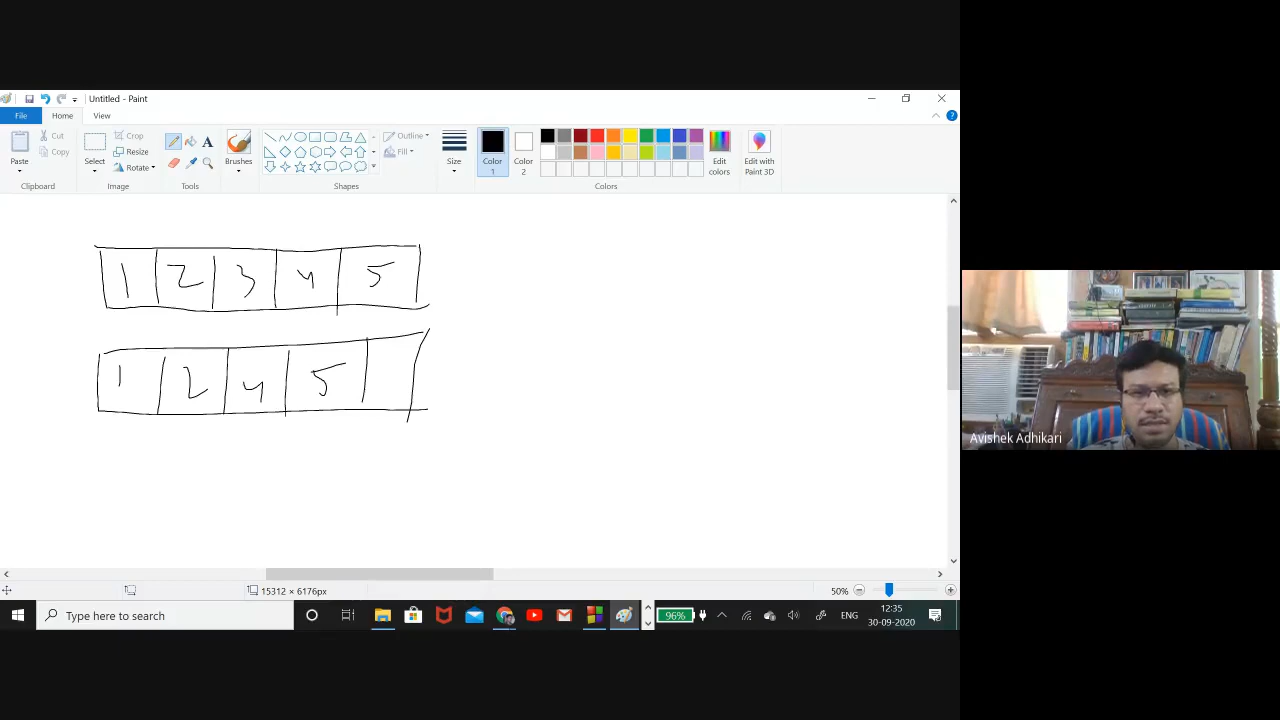 Untitled - Paint
File Home View
Paste
Cut
Copy
Clipboard
Select
Crop
Resize
Rotate
Image
Tools
Brushes
Shapes
Outline
Fill
Size
Color 1
Color 2
Edit colors
Colors
Edit with Paint 3D
1 2 3 4 5
1 2 4 5
Avishek Adhikari
15312 × 6176px
50%
Type here to search
96%
ENG
12:35
30-09-2020